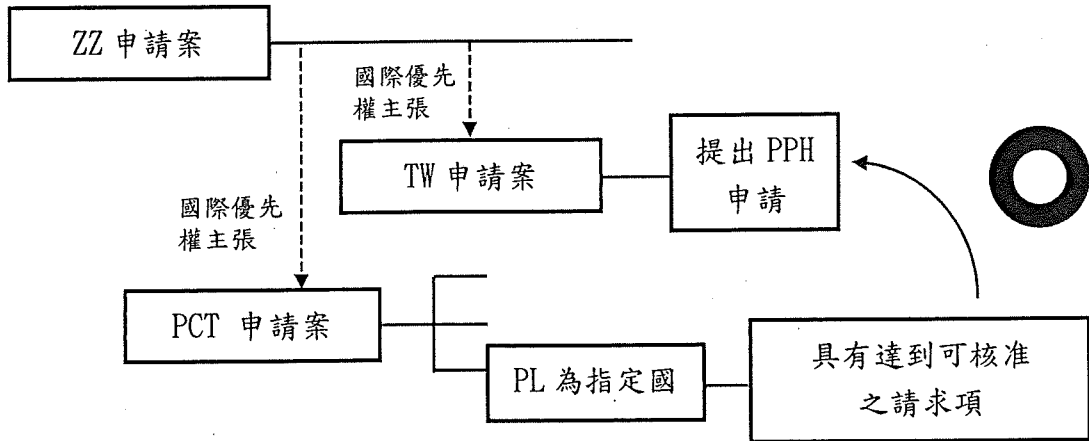 ZZ 申請案
國際優先
權主張
TW 申請案
提出 PPH
申請
國際優先
權主張
PCT 申請案
PL 為指定國
具有達到可核准
之請求項